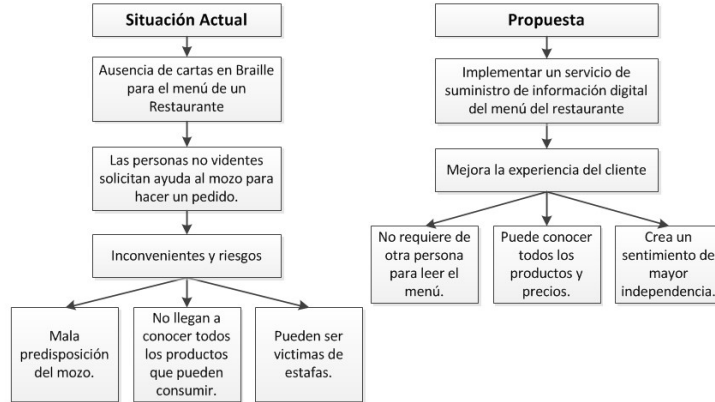 Situación Actual
Ausencia de cartas en Braille
para el menú de un
Restaurante
Las personas no videntes
solicitan ayuda al mozo para
hacer un pedido.
Inconvenientes y riesgos
Mala
predisposición
del mozo.
No llegan a
conocer todos
los productos
que pueden
consumir.
Pueden ser
victimas de
estafas.
Propuesta
Implementar un servicio de
suministro de información digital
del menú del restaurante
Mejora la experiencia del cliente
No requiere de
otra persona
para leer el
menú.
Puede conocer
todos los
productos y
precios.
Crea un
sentimiento de
mayor
independencia.